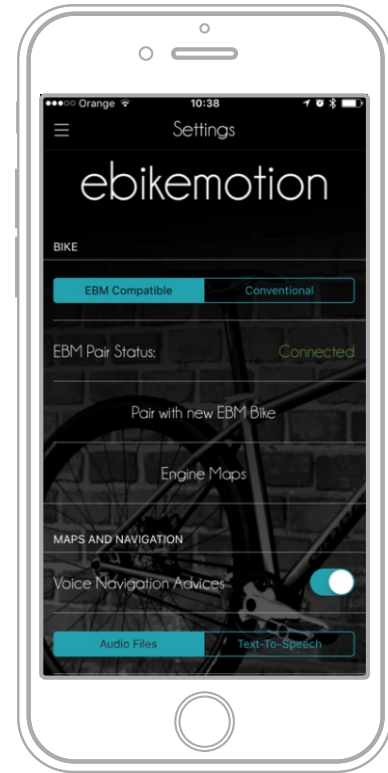 Orange 10:38
Settings
ebikemotion
BIKE
EBM Compatible Conventional
EBM Pair Status: Connected
Pair with new EBM Bike
Engine Maps
MAPS AND NAVIGATION
Voice Navigation Advices
Audio Files Text-To-Speech